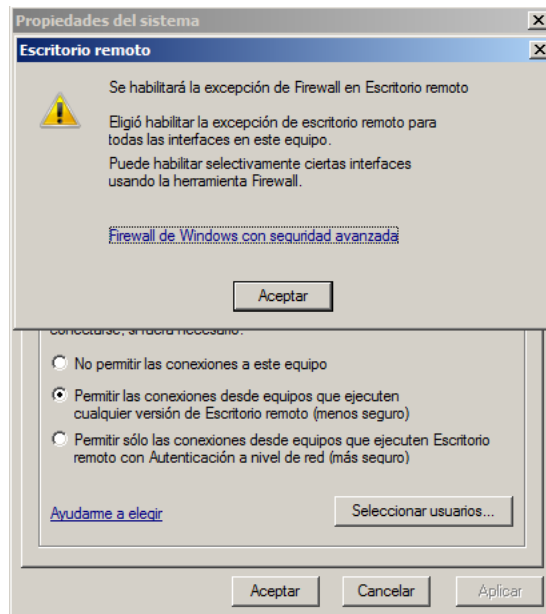 Propiedades del sistema
Escritorio remoto
Se habilitará la excepción de Firewall en Escritorio remoto
Eligió habilitar la excepción de escritorio remoto para
todas las interfaces en este equipo.
Puede habilitar selectivamente ciertas interfaces
usando la herramienta Firewall.
Firewall de Windows con seguridad avanzada
Aceptar
conectarse, si fuera necesario.
No permitir las conexiones a este equipo
Permitir las conexiones desde equipos que ejecuten
cualquier versión de Escritorio remoto (menos seguro)
Permitir sólo las conexiones desde equipos que ejecuten Escritorio
remoto con Autenticación a nivel de red (más seguro)
Ayudarme a elegir
Seleccionar usuarios...
Aceptar
Cancelar
Aplicar